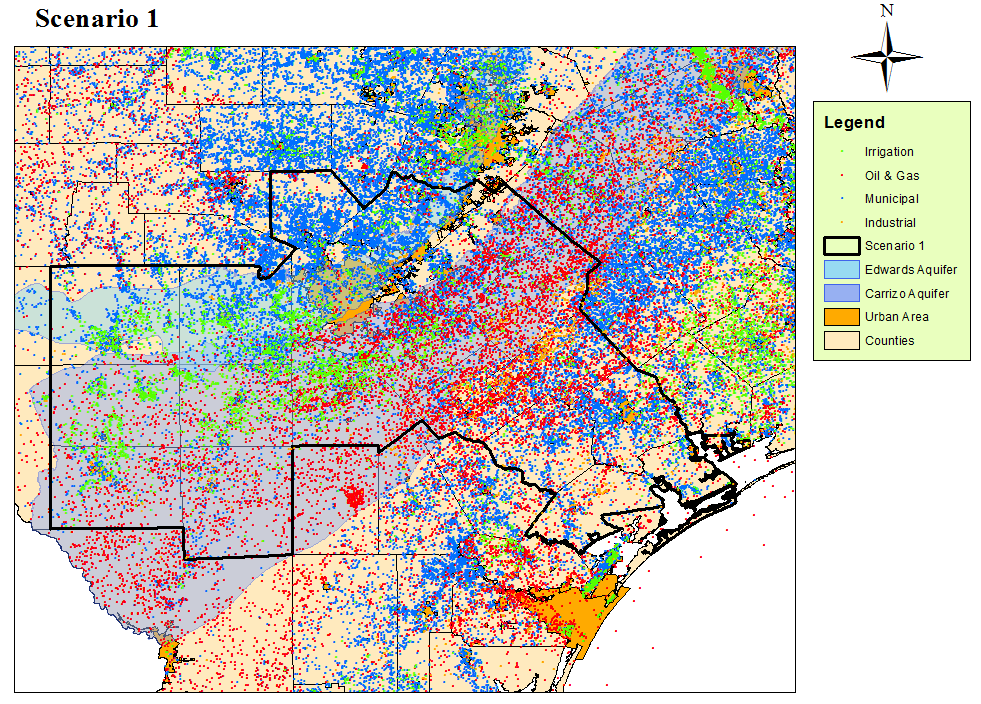 Scenario 1
N
Legend
Irrigation
Oil & Gas
Municipal
Industrial
Scenario 1
Edwards Aquifer
Carrizo Aquifer
Urban Area
Counties